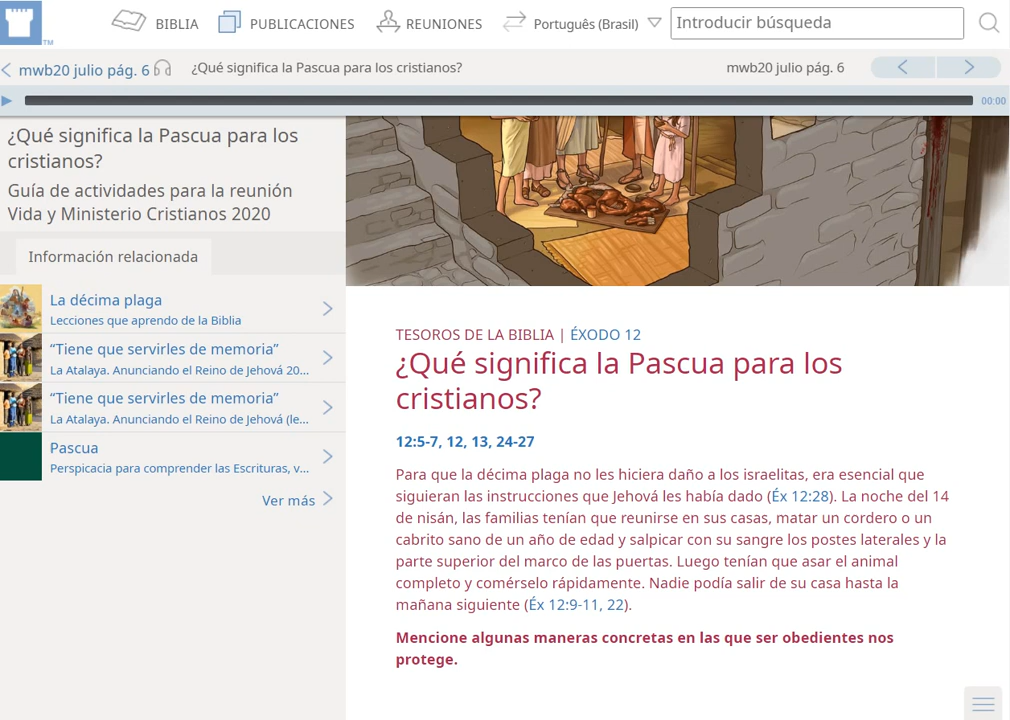 TM
BIBLIA
PUBLICACIONES
REUNIONES
Português (Brasil)
Introducir búsqueda
mwb20 julio pág. 6
¿Qué significa la Pascua para los cristianos?
mwb20 julio pág. 6
00:00
¿Qué significa la Pascua para los
cristianos?
Guía de actividades para la reunión
Vida y Ministerio Cristianos 2020
Información relacionada
La décima plaga
Lecciones que aprendo de la Biblia
“Tiene que servirles de memoria”
La Atalaya. Anunciando el Reino de Jehová 20...
“Tiene que servirles de memoria”
La Atalaya. Anunciando el Reino de Jehová (le...
Pascua
Perspicacia para comprender las Escrituras, v...
Ver más
TESOROS DE LA BIBLIA | ÉXODO 12
¿Qué significa la Pascua para los
cristianos?
12:5-7, 12, 13, 24-27
Para que la décima plaga no les hiciera daño a los israelitas, era esencial que
siguieran las instrucciones que Jehová les había dado (Éx 12:28). La noche del 14
de nisán, las familias tenían que reunirse en sus casas, matar un cordero o un
cabrito sano de un año de edad y salpicar con su sangre los postes laterales y la
parte superior del marco de las puertas. Luego tenían que asar el animal
completo y comérselo rápidamente. Nadie podía salir de su casa hasta la
mañana siguiente (Éx 12:9-11, 22).
Mencione algunas maneras concretas en las que ser obedientes nos
protege.